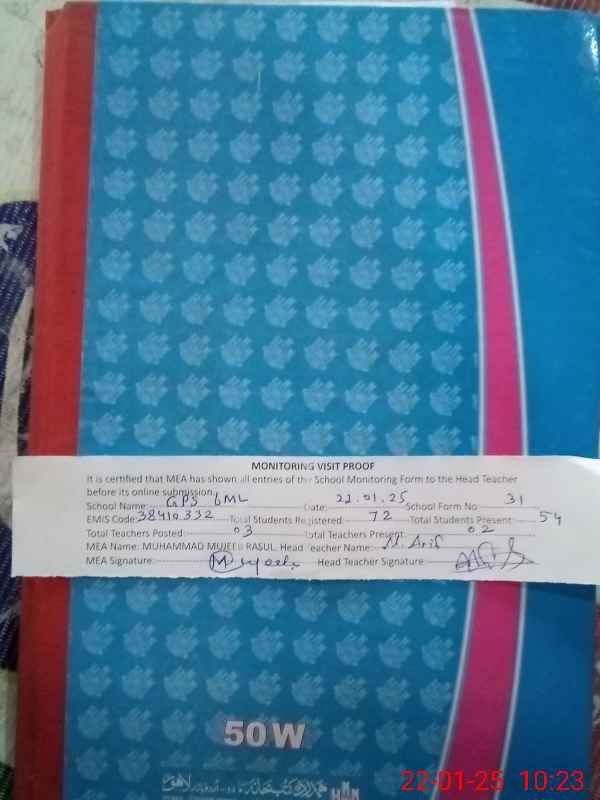 MONITORING VISIT PROOF
It is certified that MEA has shown all entries of the School Monitoring Form to the Head Teacher
before its online submission.
School Name: GPS 6ML Date: 22.01.25 School Form No: 31
EMIS Code: 38410332 Total Students Registered: 72 Total Students Present: 54
Total Teachers Posted: 03 Total Teachers Present: 02
MEA Name: MUHAMMAD MUJEEB RASUL. Head Teacher Name: M. Arif
MEA Signature: Mujeeb Head Teacher Signature
50W
22-01-25 10:23